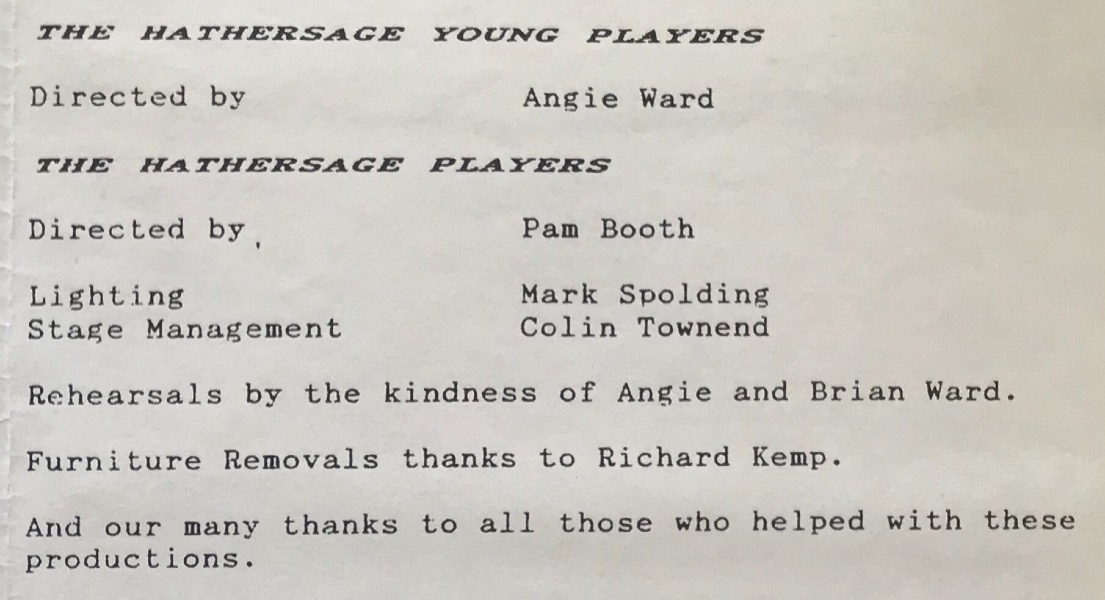 THE HATHERSAGE YOUNG PLAYERS
Directed by Angie Ward
THE HATHERSAGE PLAYERS
Directed by Pam Booth
Lighting Mark Spolding
Stage Management Colin Townend
Rehearsals by the kindness of Angie and Brian Ward.
Furniture Removals thanks to Richard Kemp.
And our many thanks to all those who helped with these
productions.